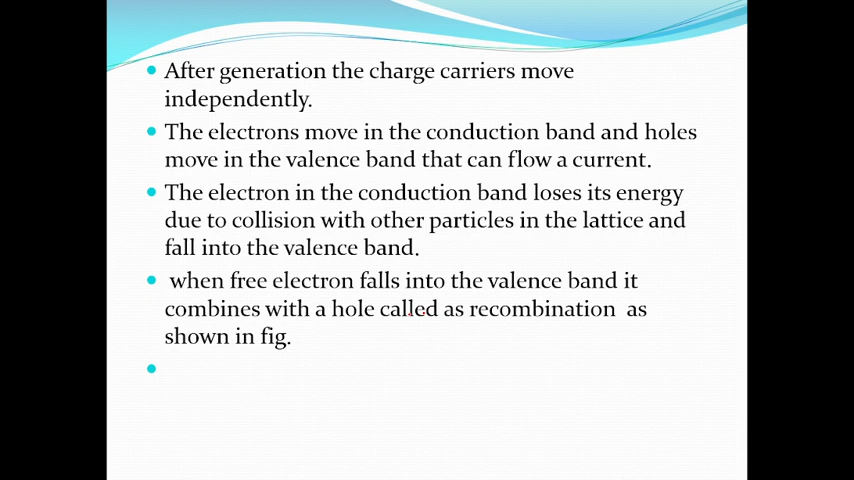 After generation the charge carriers move
independently.
The electrons move in the conduction band and holes
move in the valence band that can flow a current.
The electron in the conduction band loses its energy
due to collision with other particles in the lattice and
fall into the valence band.
when free electron falls into the valence band it
combines with a hole called as recombination as
shown in fig.